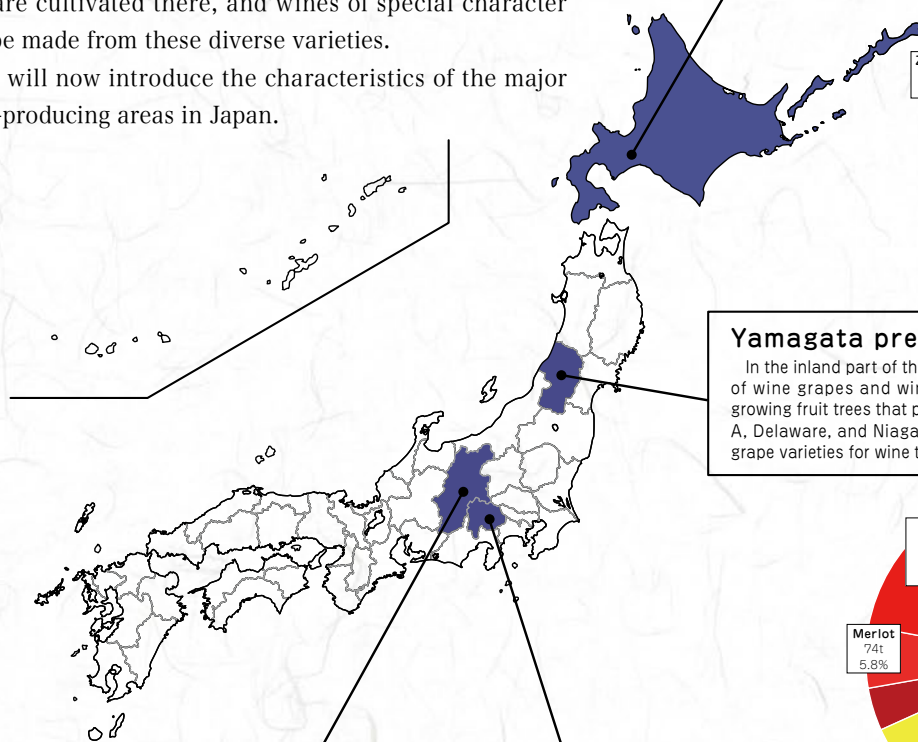 are cultivated there, and wines of special character
be made from these diverse varieties.
will now introduce the characteristics of the major
-producing areas in Japan.
Yamagata pre
In the inland part of th
of wine grapes and wi
growing fruit trees that p
A, Delaware, and Niaga
grape varieties for wine t
Merlot
74t
5.8%